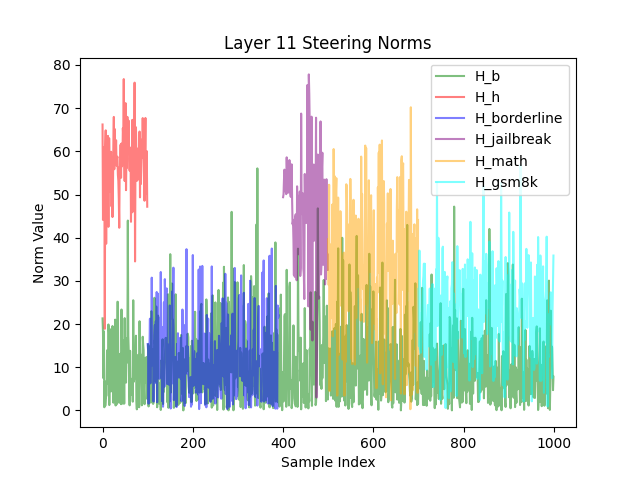 Layer 11 Steering Norms
80
70
60
50
40
30
20
10
0
Norm Value
H_b
H_h
H_borderline
H_jailbreak
H_math
H_gsm8k
0
200
400
600
800
1000
Sample Index